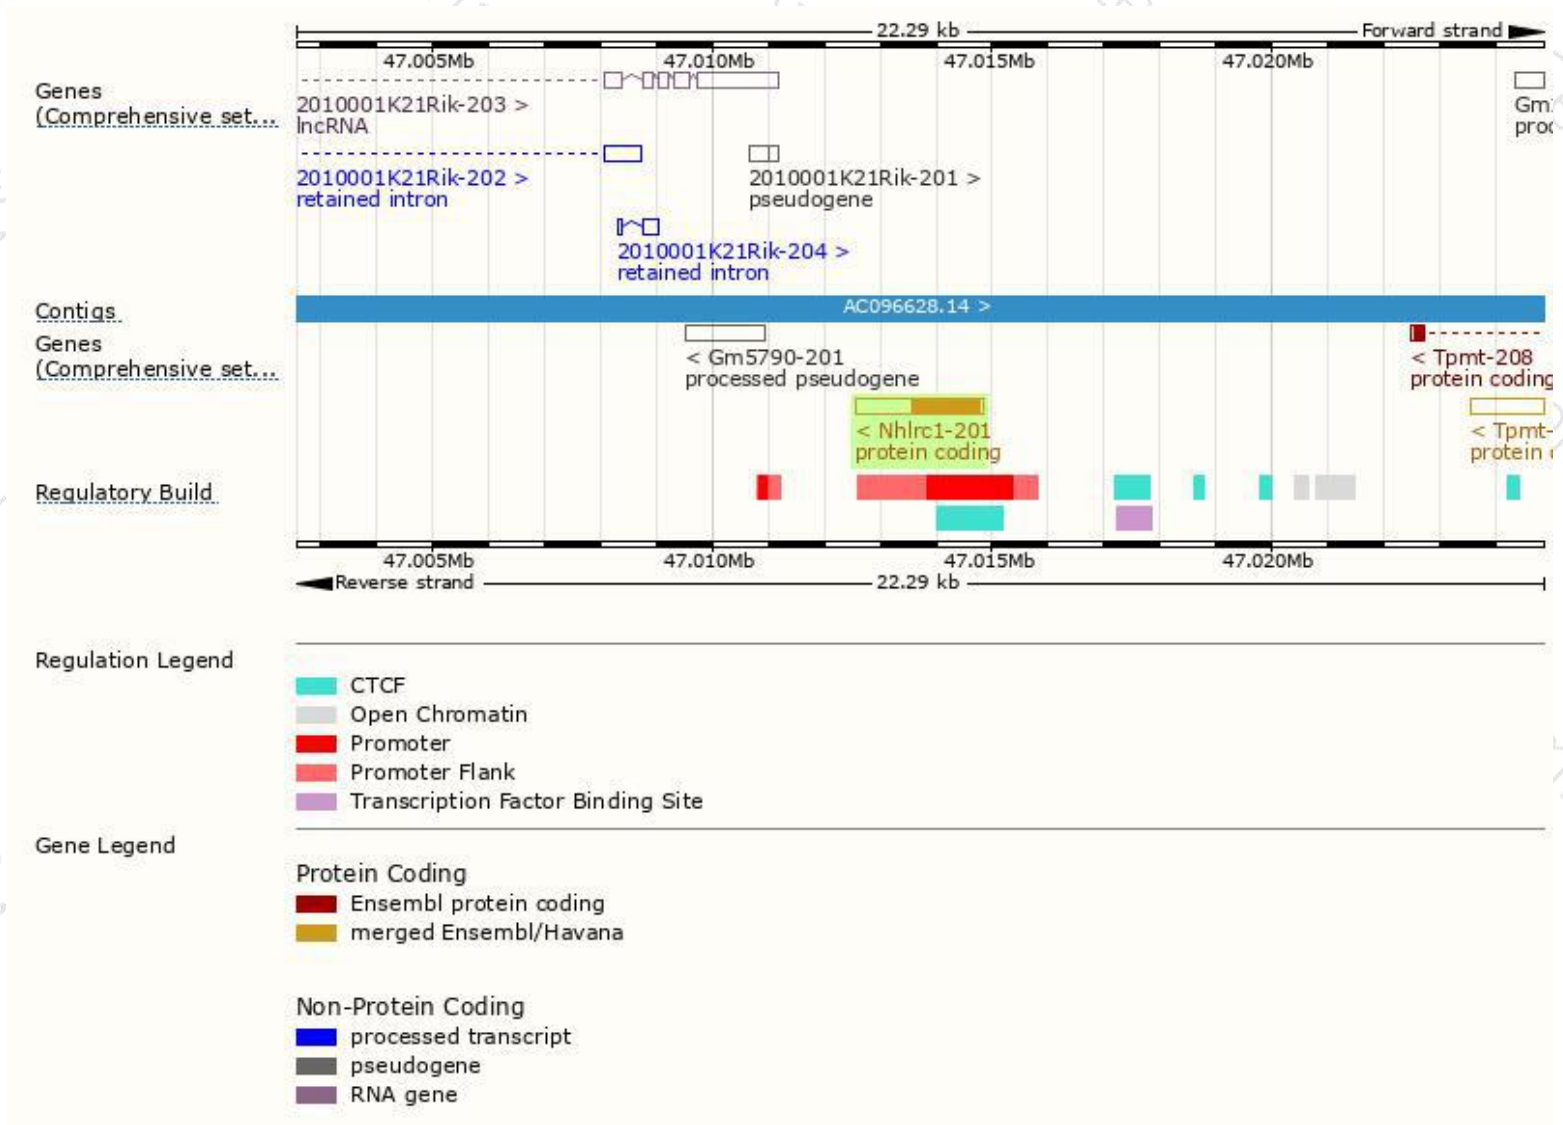 22.29 kb Forward strand
47.005Mb 47.010Mb 47.015Mb 47.020Mb
Genes
(Comprehensive set...
2010001K21Rik-203 >
lncRNA
Gm
proc
2010001K21Rik-202 >
retained intron
2010001K21Rik-201 >
pseudogene
2010001K21Rik-204 >
retained intron
Contigs
AC096628.14 >
Genes
(Comprehensive set...
< Gm5790-201
processed pseudogene
< Tpmt-208
protein coding
< Nhlrc1-201
protein coding
< Tpmt-
protein
Regulatory Build
47.005Mb 47.010Mb 47.015Mb 47.020Mb
Reverse strand 22.29 kb
Regulation Legend
CTCF
Open Chromatin
Promoter
Promoter Flank
Transcription Factor Binding Site
Gene Legend
Protein Coding
Ensembl protein coding
merged Ensembl/Havana
Non-Protein Coding
processed transcript
pseudogene
RNA gene